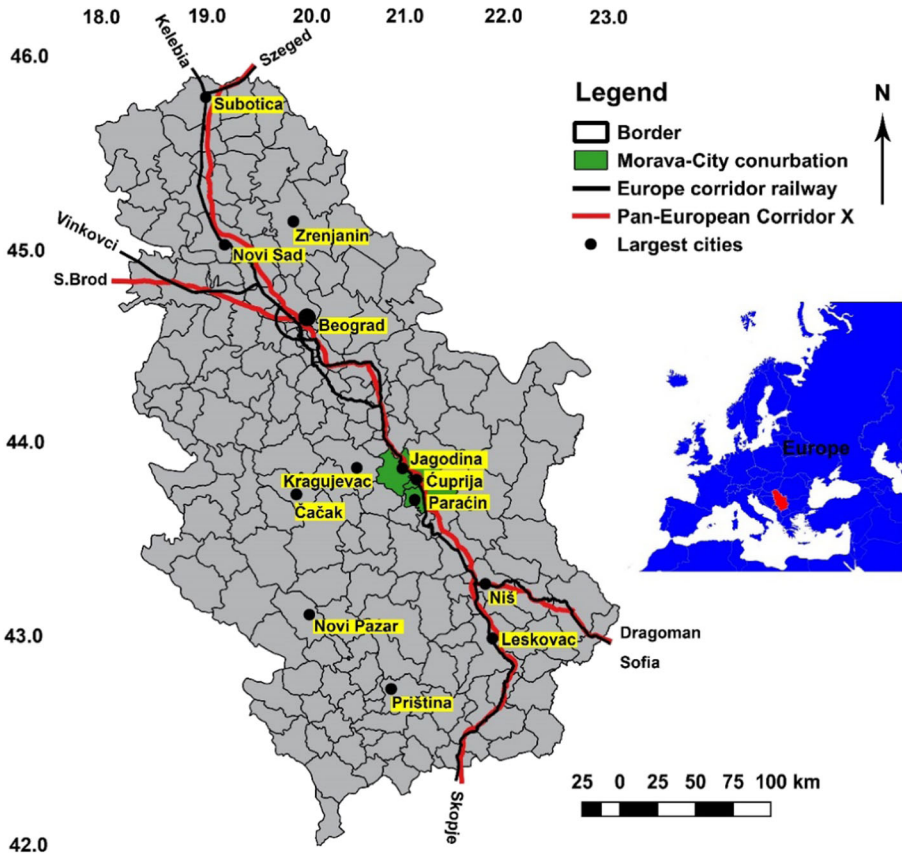 18.0 19.0 20.0 21.0 22.0 23.0
46.0
45.0
44.0
43.0
42.0
Kelebia
Szeged
Subotica
Zrenjanin
Novi Sad
Vinkovci
S.Brod
Beograd
Jagodina
Kragujevac
Ćuprija
Čačak
Paraćin
Niš
Novi Pazar
Leskovac
Dragoman
Sofia
Priština
Skopje
Legend
Border
Morava-City conurbation
Europe corridor railway
Pan-European Corridor X
Largest cities
N
Europe
25 0 25 50 75 100 km